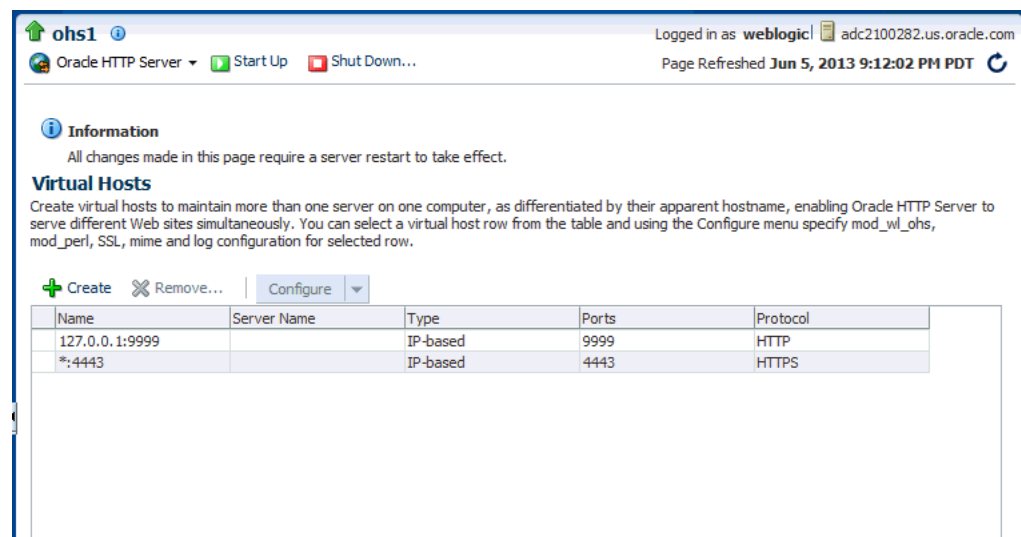 ohs1
Logged in as weblogic| adc2100282.us.oracle.com
Oracle HTTP Server Start Up Shut Down...
Page Refreshed Jun 5, 2013 9:12:02 PM PDT
Information
All changes made in this page require a server restart to take effect.
Virtual Hosts
Create virtual hosts to maintain more than one server on one computer, as differentiated by their apparent hostname, enabling Oracle HTTP Server to
serve different Web sites simultaneously. You can select a virtual host row from the table and using the Configure menu specify mod_wl_ohs,
mod_perl, SSL, mime and log configuration for selected row.
Create Remove... Configure
Name Server Name Type Ports Protocol
127.0.0.1:9999 IP-based 9999 HTTP
*:4443 IP-based 4443 HTTPS